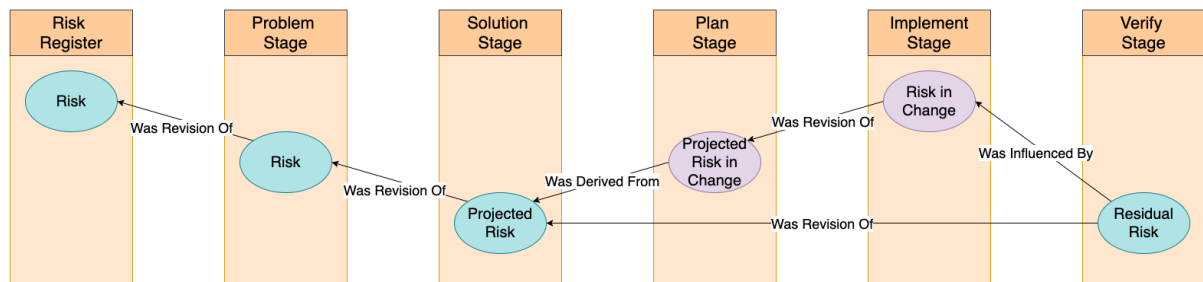 Risk
Register
Problem
Stage
Solution
Stage
Plan
Stage
Implement
Stage
Verify
Stage
Risk
Was Revision Of
Risk
Was Revision Of
Projected
Risk
Was Derived From
Projected
Risk in
Change
Was Revision Of
Risk in
Change
Was Influenced By
Was Revision Of
Residual
Risk